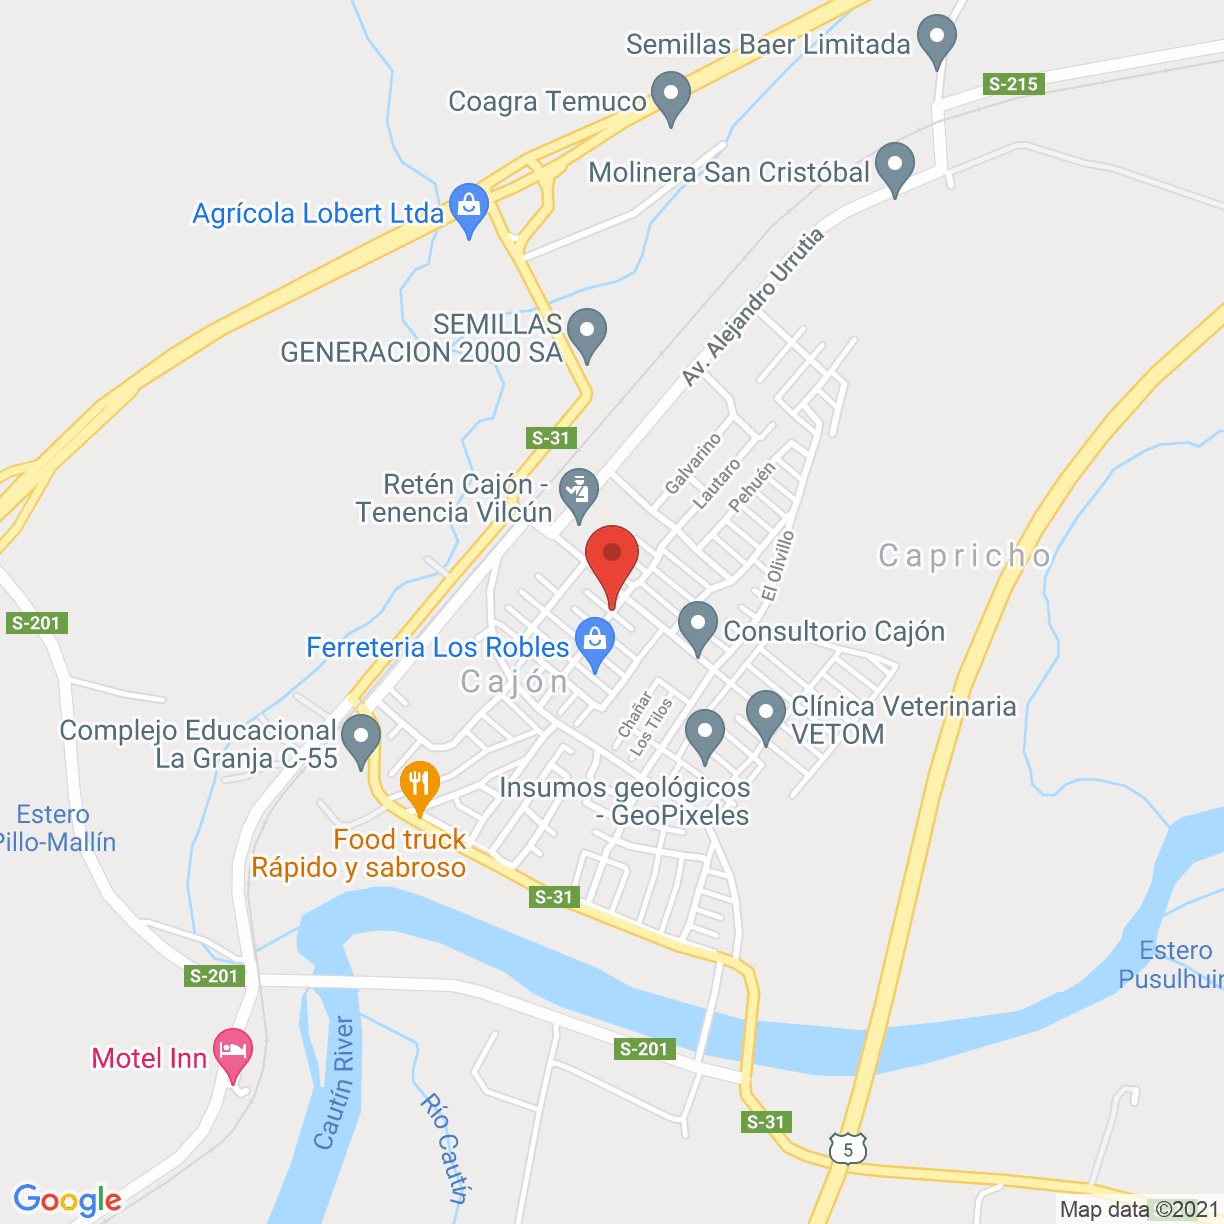 Semillas Baer Limitada
S-215
Coagra Temuco
Molinera San Cristóbal
Agrícola Lobert Ltda
Av. Alejandro Urrutia
SEMILLAS
GENERACION 2000 SA
S-31
Galvarino
Lautaro
Pehuén
Retén Cajón -
Tenencia Vilcún
El Olivillo
Capricho
S-201
Consultorio Cajón
Ferreteria Los Robles
Cajón
Chañar
Los Tilos
Clínica Veterinaria
VETOM
Complejo Educacional
La Granja C-55
Insumos geológicos
- GeoPixeles
Estero
Pillo-Mallín
Food truck
Rápido y sabroso
S-31
Estero
Pusulhuin
S-201
S-201
Motel Inn
Cautín River
Río Cautín
S-31
5
Google
Map data ©2021